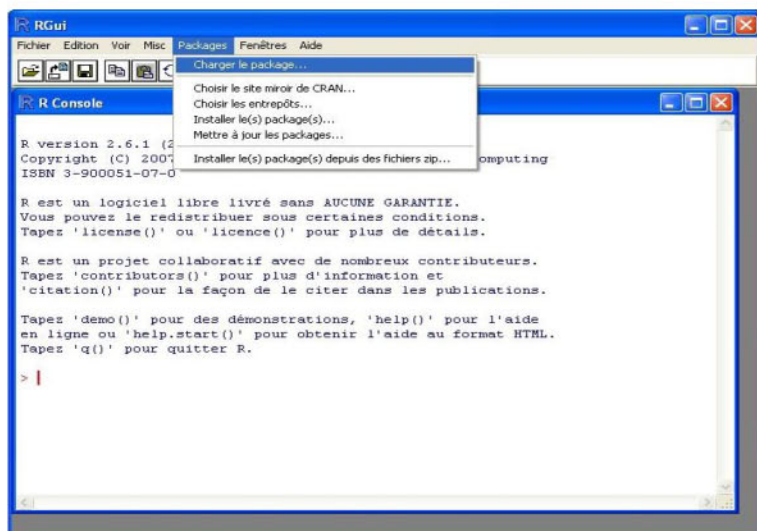 RGui
Fichier Edition Voir Misc Packages Fenêtres Aide
Charger le package...
Choisir le site miroir de CRAN...
Choisir les entrepôts...
Installer le(s) package(s)...
Mettre à jour les packages...
Installer le(s) package(s) depuis des fichiers zip...
R Console
R version 2.6.1 (2
Copyright (C) 2007 omputing
ISBN 3-900051-07-0
R est un logiciel libre livré sans AUCUNE GARANTIE.
Vous pouvez le redistribuer sous certaines conditions.
Tapez 'license()' ou 'licence()' pour plus de détails.
R est un projet collaboratif avec de nombreux contributeurs.
Tapez 'contributors()' pour plus d'information et
'citation()' pour la façon de le citer dans les publications.
Tapez 'demo()' pour des démonstrations, 'help()' pour l'aide
en ligne ou 'help.start()' pour obtenir l'aide au format HTML.
Tapez 'q()' pour quitter R.
>